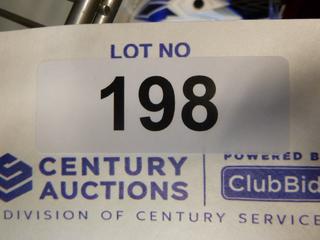 LOT NO
198
CENTURY
AUCTIONS
POWERED B
ClubBid
DIVISION OF CENTURY SERVICE